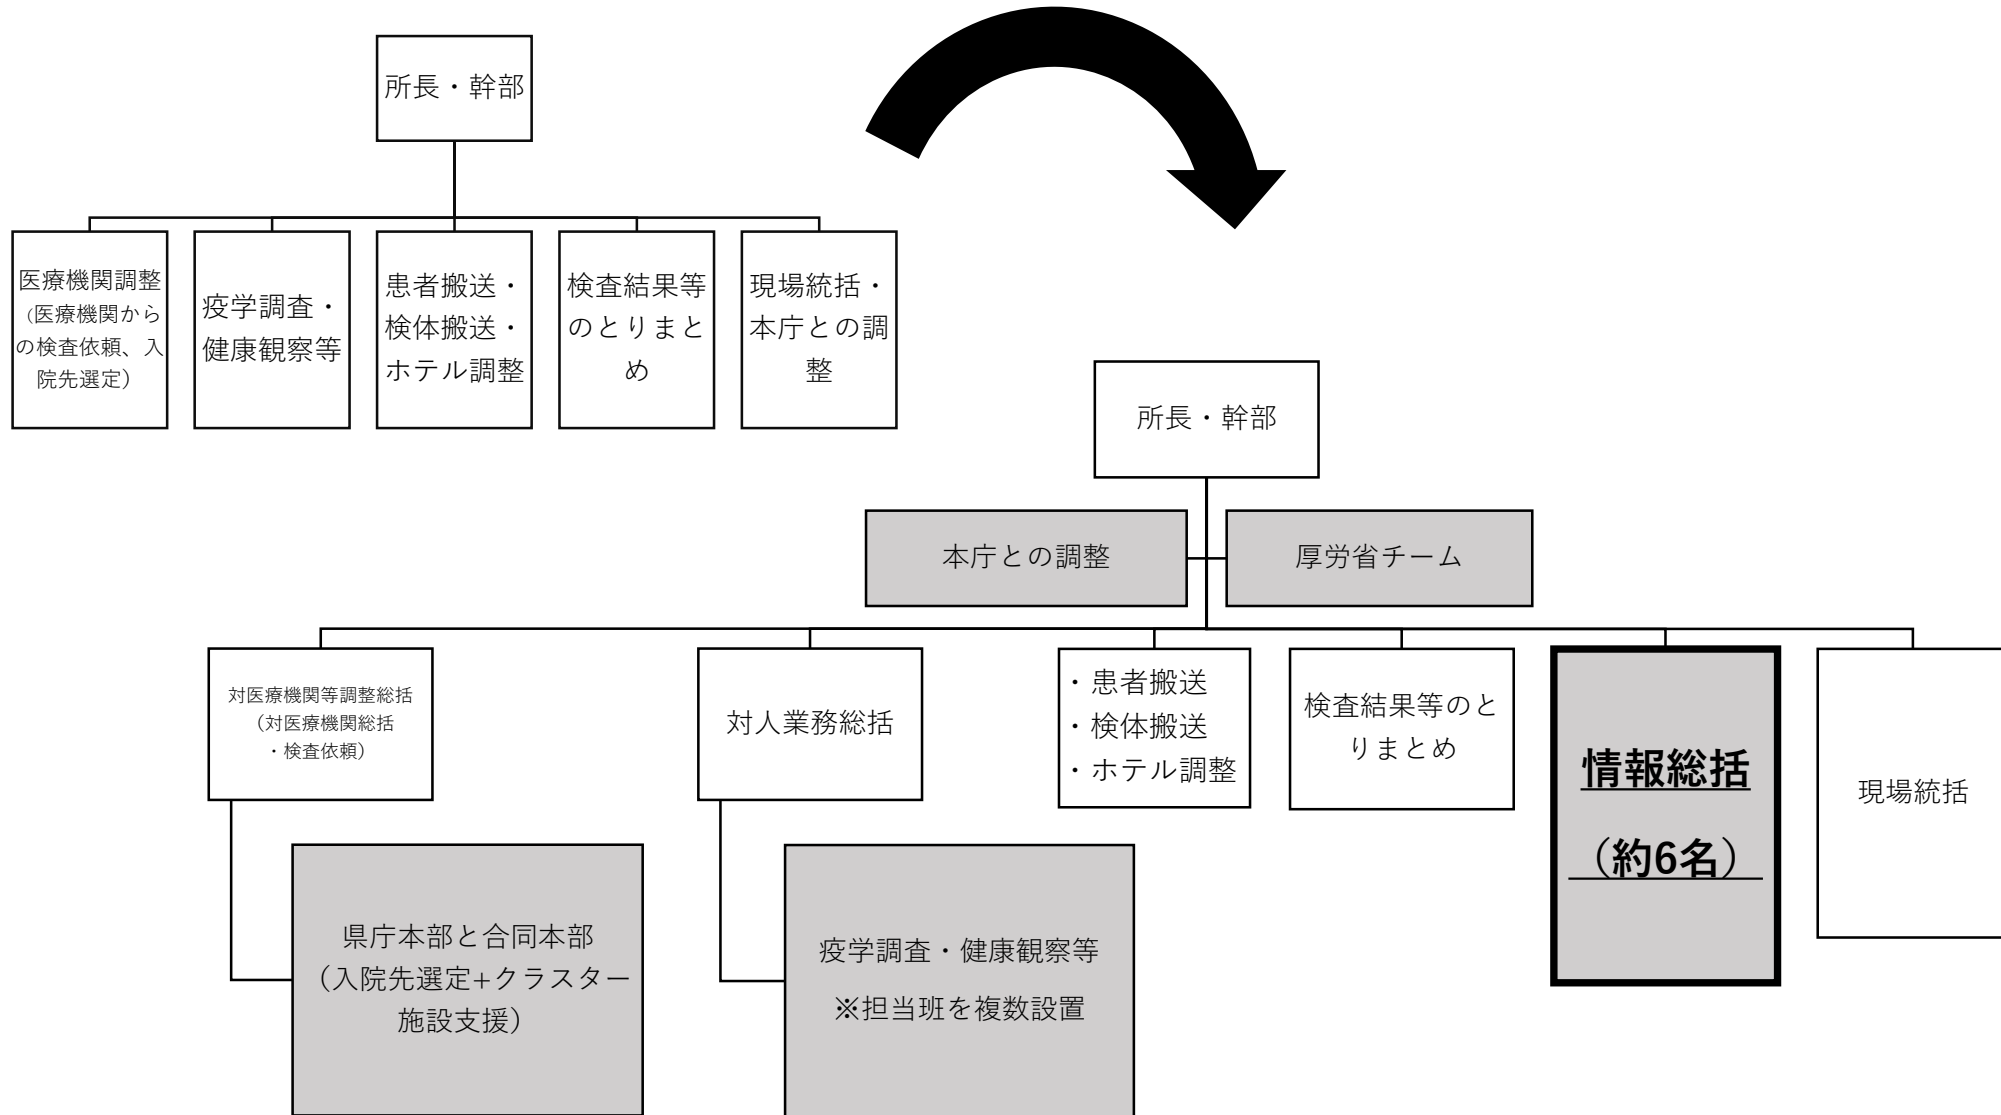 所長・幹部
医療機関調整
（医療機関から
の検査依頼、入
院先選定）
疫学調査・
健康観察等
患者搬送・
検体搬送・
ホテル調整
検査結果等
のとりまと
め
現場統括・
本庁との調
整
所長・幹部
本庁との調整
厚労省チーム
対医療機関等調整総括
（対医療機関総括
・検査依頼）
対人業務総括
・患者搬送
・検体搬送
・ホテル調整
検査結果等のと
りまとめ
情報総括
（約6名）
現場統括
県庁本部と合同本部
（入院先選定+クラスター
施設支援）
疫学調査・健康観察等
※担当班を複数設置